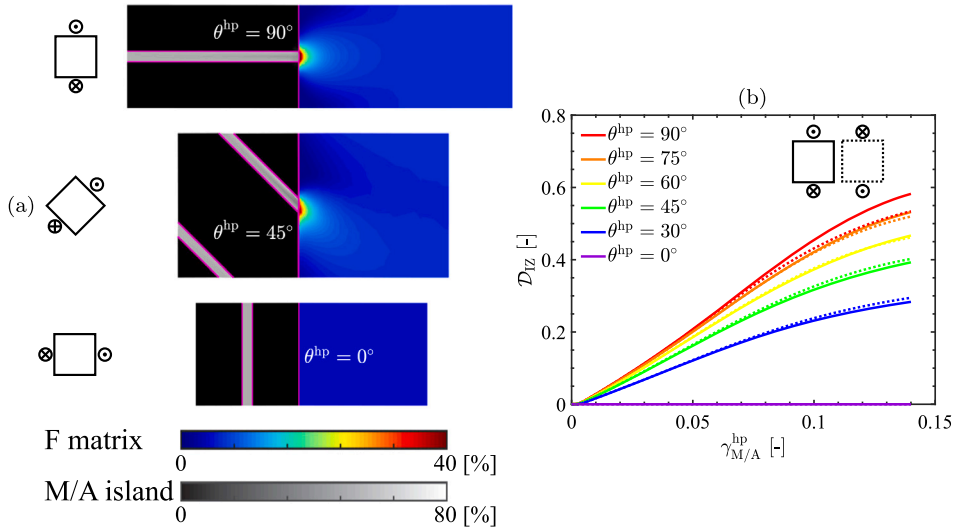 (a)
θ^hp = 90°
θ^hp = 45°
θ^hp = 0°
F matrix
0 40 [%]
M/A island
0 80 [%]
(b)
θ^hp = 90°
θ^hp = 75°
θ^hp = 60°
θ^hp = 45°
θ^hp = 30°
θ^hp = 0°
0.8
0.6
0.4
0.2
0
𝒟_IZ [-]
0 0.05 0.1 0.15
γ^hp_M/A [-]